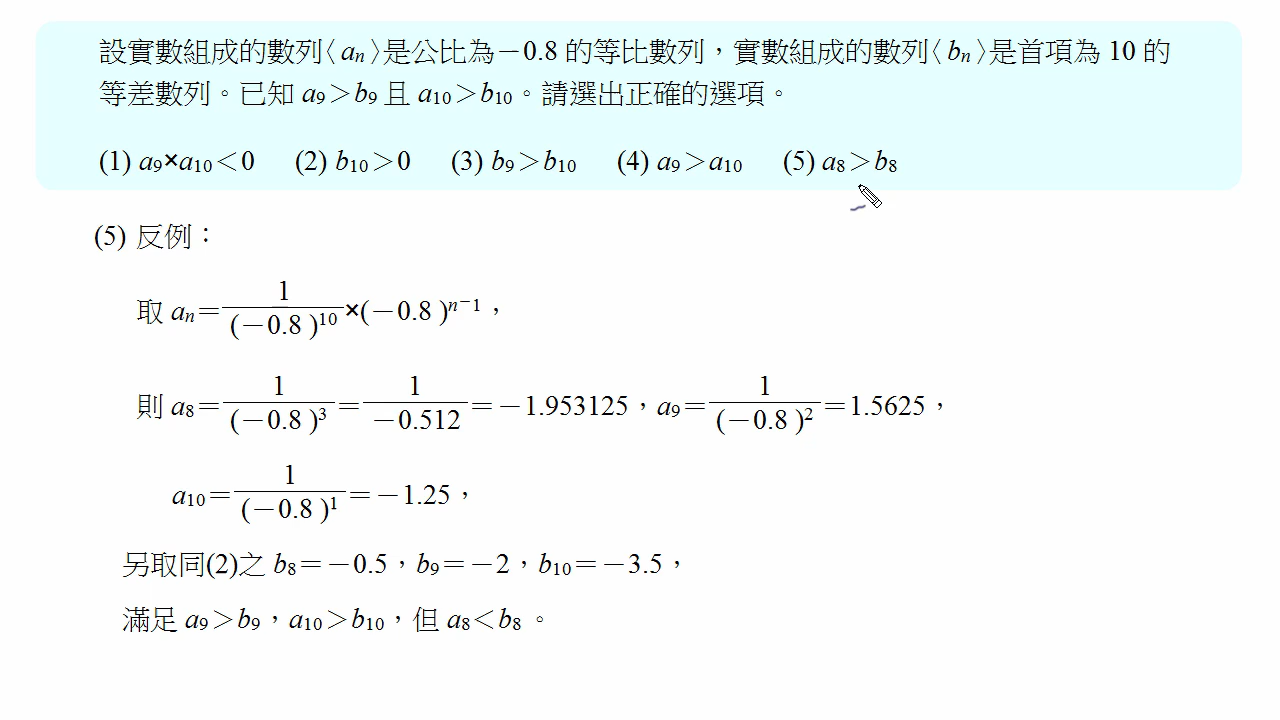 設實數組成的數列〈 aₙ 〉是公比為－0.8 的等比數列，實數組成的數列〈 bₙ 〉是首項為 10 的
等差數列。已知 a₉＞b₉ 且 a₁₀＞b₁₀。請選出正確的選項。
(1) a₉×a₁₀＜0 (2) b₁₀＞0 (3) b₉＞b₁₀ (4) a₉＞a₁₀ (5) a₈＞b₈
(5) 反例：
取 aₙ＝1/(－0.8 )¹⁰×(－0.8 )ⁿ⁻¹，
則 a₈＝1/(－0.8 )³＝1/－0.512＝－1.953125，a₉＝1/(－0.8 )²＝1.5625，
a₁₀＝1/(－0.8 )¹＝－1.25，
另取同(2)之 b₈＝－0.5，b₉＝－2，b₁₀＝－3.5，
滿足 a₉＞b₉，a₁₀＞b₁₀，但 a₈＜b₈ 。